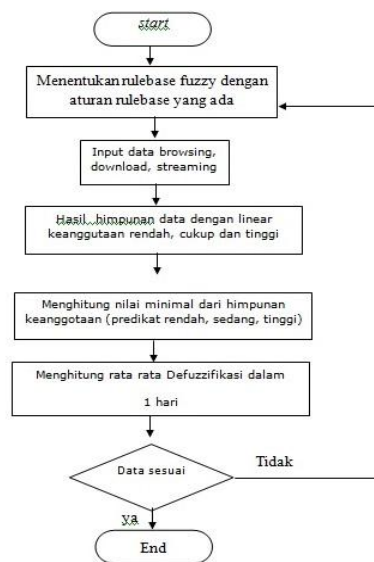 start
Menentukan rulebase fuzzy dengan
aturan rulebase yang ada
Input data browsing,
download, streaming
Hasil himpunan data dengan linear
keanggutaan rendah, cukup dan tinggi
Menghitung nilai minimal dari himpunan
keanggotaan (predikat rendah, sedang, tinggi)
Menghitung rata rata Defuzzifikasi dalam
1 hari
Data sesuai
Tidak
ya
End